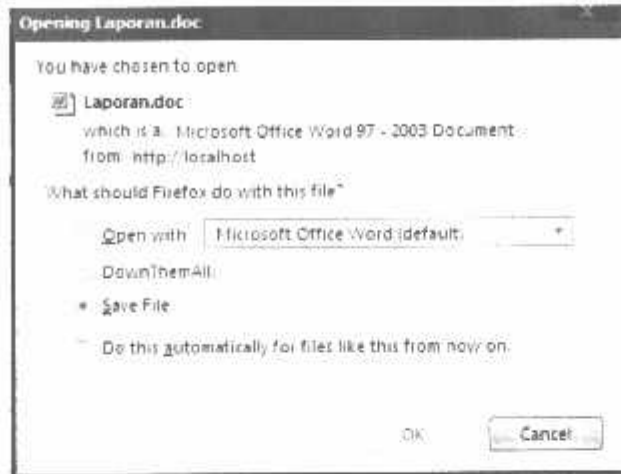 Opening Laporan.doc
You have chosen to open
Laporan.doc
which is a: Microsoft Office Word 97 - 2003 Document
from: http://localhost
What should Firefox do with this file?
Open with Microsoft Office Word (default)
DownThemAll!
Save File
Do this automatically for files like this from now on.
OK Cancel